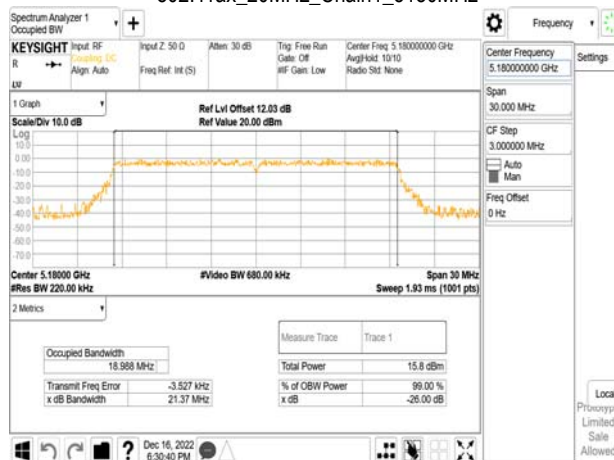 Spectrum Analyzer 1
Occupied BW
Frequency
KEYSIGHT Input: RF
Coupling: DC
Align: Auto
Input Z: 50 Ω
Freq Ref: Int (S)
Atten: 30 dB
Trig: Free Run
Gate: Off
#IF Gain: Low
Center Freq: 5.180000000 GHz
Avg|Hold: 10/10
Radio Std: None
R
Center Frequency
5.180000000 GHz
Settings
Span
30.000 MHz
CF Step
3.000000 MHz
Auto
Man
Freq Offset
0 Hz
1 Graph
Ref Lvl Offset 12.03 dB
Scale/Div 10.0 dB
Ref Value 20.00 dBm
Log
10.0
0.00
-10.0
-20.0
-30.0
-40.0
-50.0
-60.0
-70.0
Center 5.18000 GHz
#Video BW 680.00 kHz
Span 30 MHz
#Res BW 220.00 kHz
Sweep 1.93 ms (1001 pts)
2 Metrics
Measure Trace Trace 1
Occupied Bandwidth
18.988 MHz
Total Power 15.8 dBm
Transmit Freq Error -3.527 kHz
% of OBW Power 99.00 %
x dB Bandwidth 21.37 MHz
x dB -26.00 dB
Dec 16, 2022
6:30:40 PM
Loca
Prototyp
Limited
Sale
Allowed